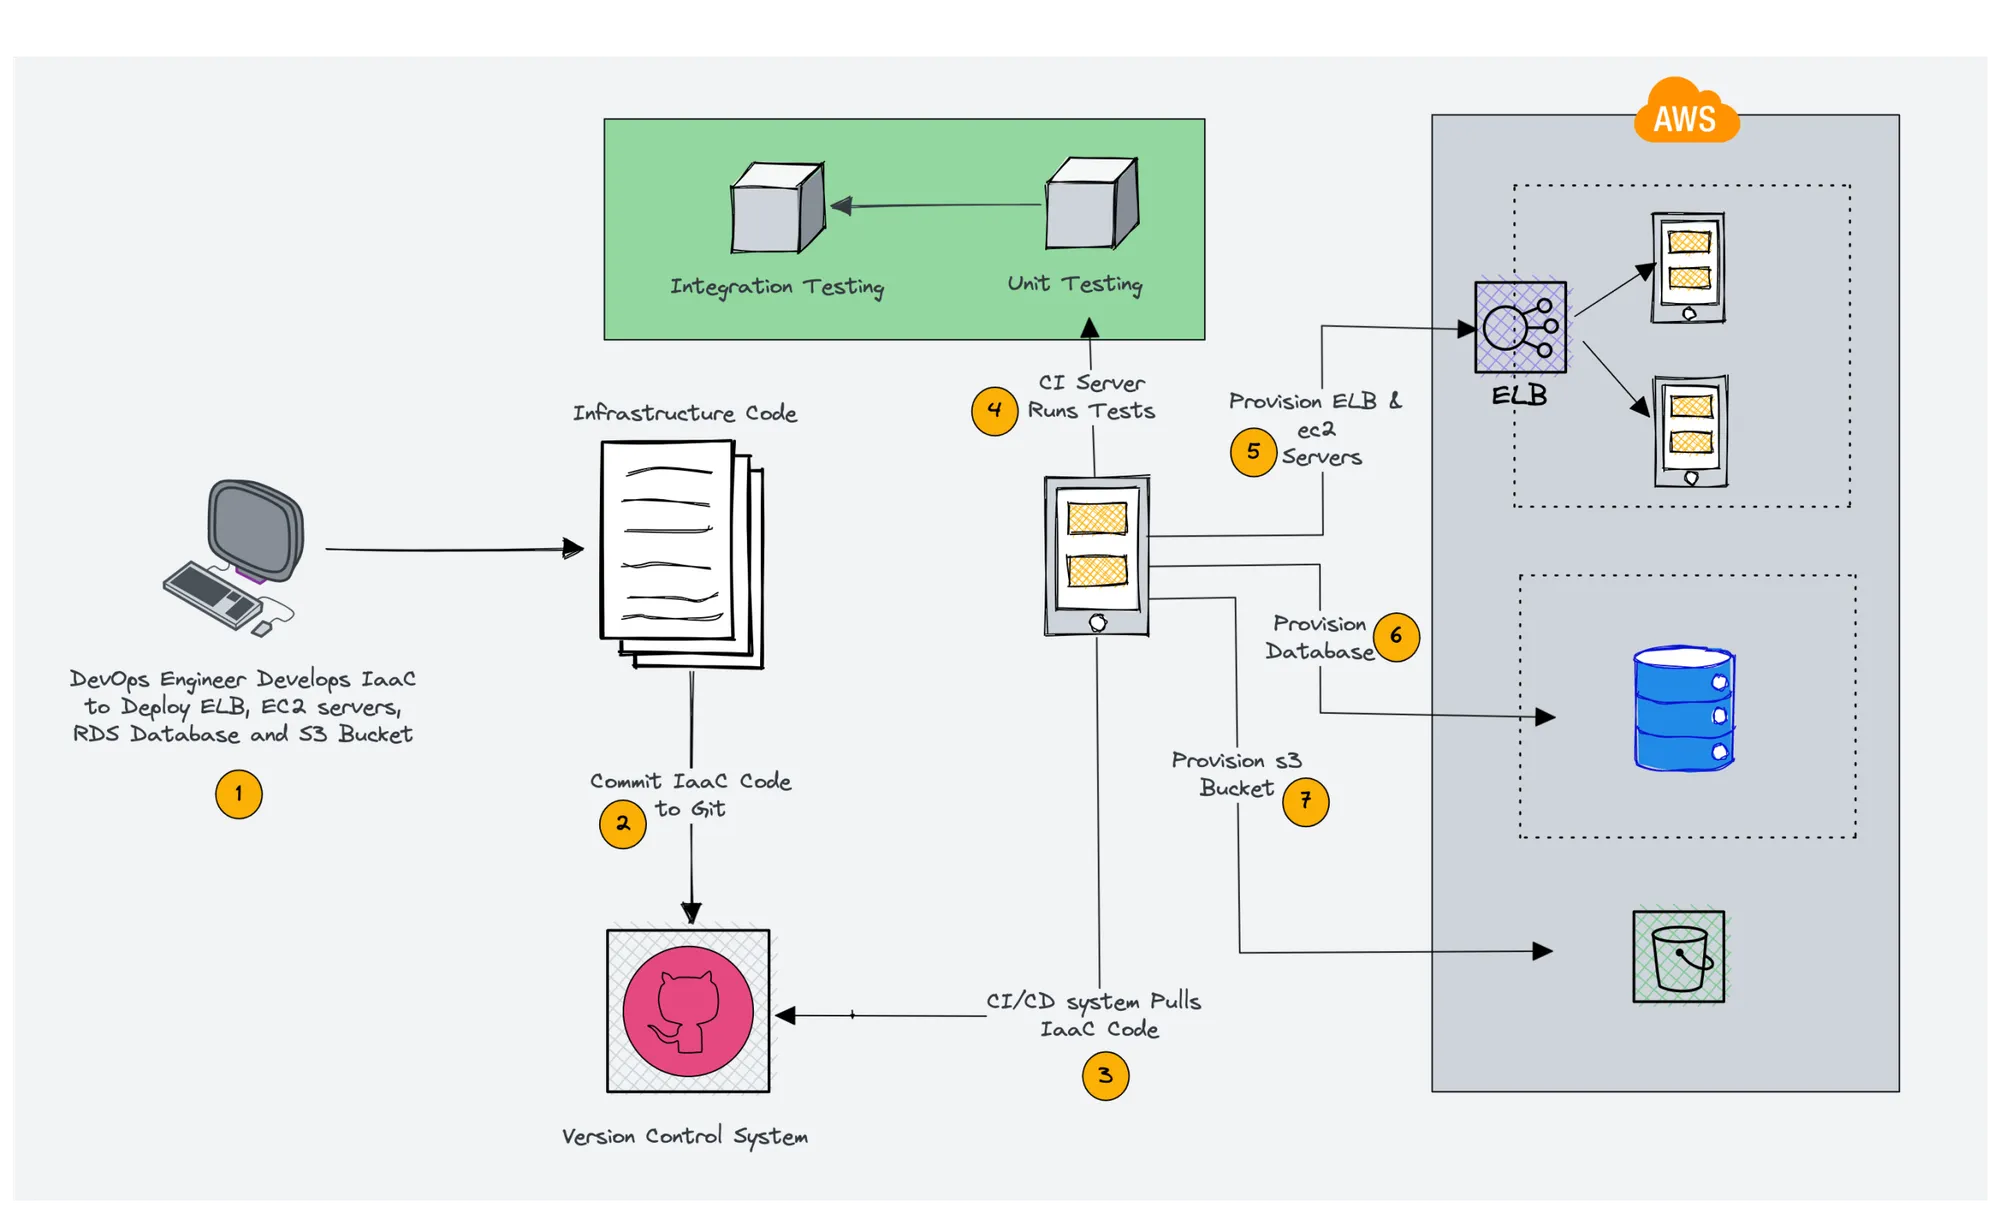 AWS
Integration Testing
Unit Testing
CI Server
Runs Tests
4
Infrastructure Code
Provision ELB &
ec2
Servers
5
ELB
DevOps Engineer Develops IaaC
to Deploy ELB, EC2 servers,
RDS Database and S3 Bucket
1
Provision
Database
6
Commit IaaC Code
to Git
2
Provision s3
Bucket
7
CI/CD system Pulls
IaaC Code
3
Version Control System